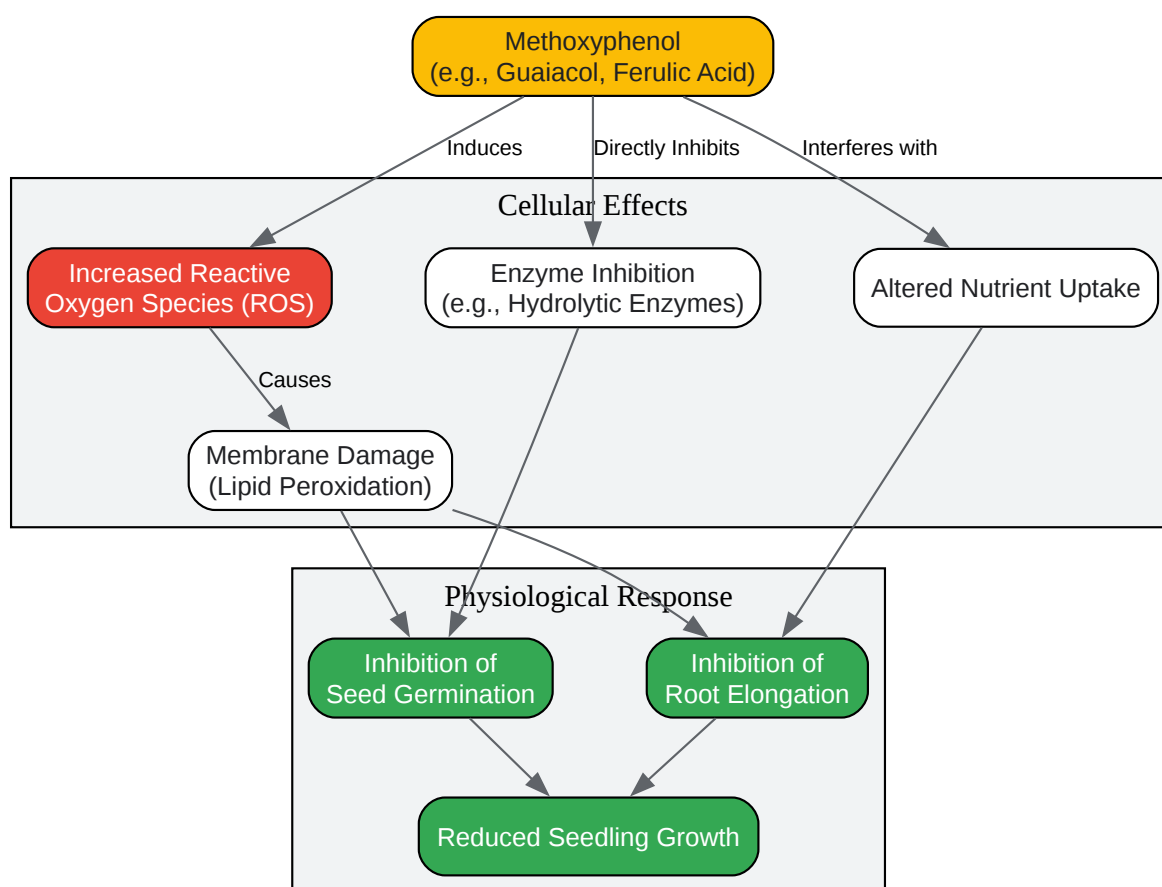 Methoxyphenol
(e.g., Guaiacol, Ferulic Acid)
Induces
Directly Inhibits
Interferes with
Cellular Effects
Increased Reactive
Oxygen Species (ROS)
Enzyme Inhibition
(e.g., Hydrolytic Enzymes)
Altered Nutrient Uptake
Causes
Membrane Damage
(Lipid Peroxidation)
Physiological Response
Inhibition of
Seed Germination
Inhibition of
Root Elongation
Reduced Seedling Growth